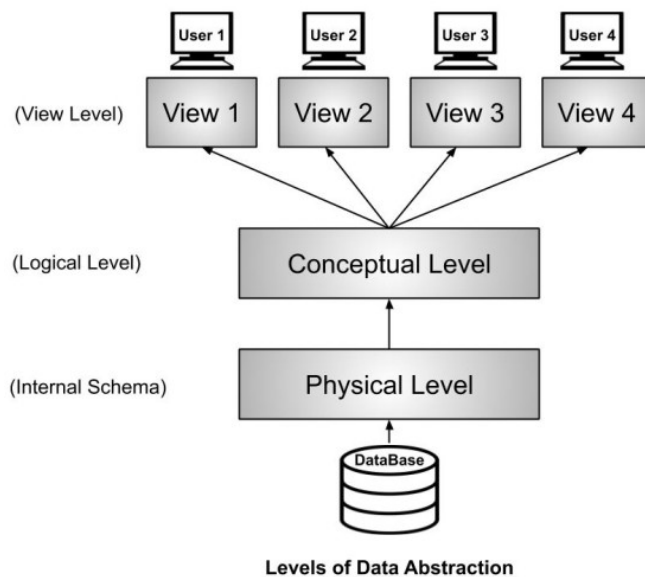 User 1
User 2
User 3
User 4
(View Level)
View 1
View 2
View 3
View 4
(Logical Level)
Conceptual Level
(Internal Schema)
Physical Level
DataBase
Levels of Data Abstraction